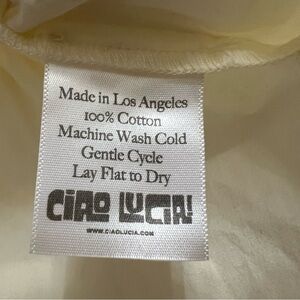 Made in Los Angeles
100% Cotton
Machine Wash Cold
Gentle Cycle
Lay Flat to Dry
CIAO LUCIA!
WWW.CIAOLUCIA.COM